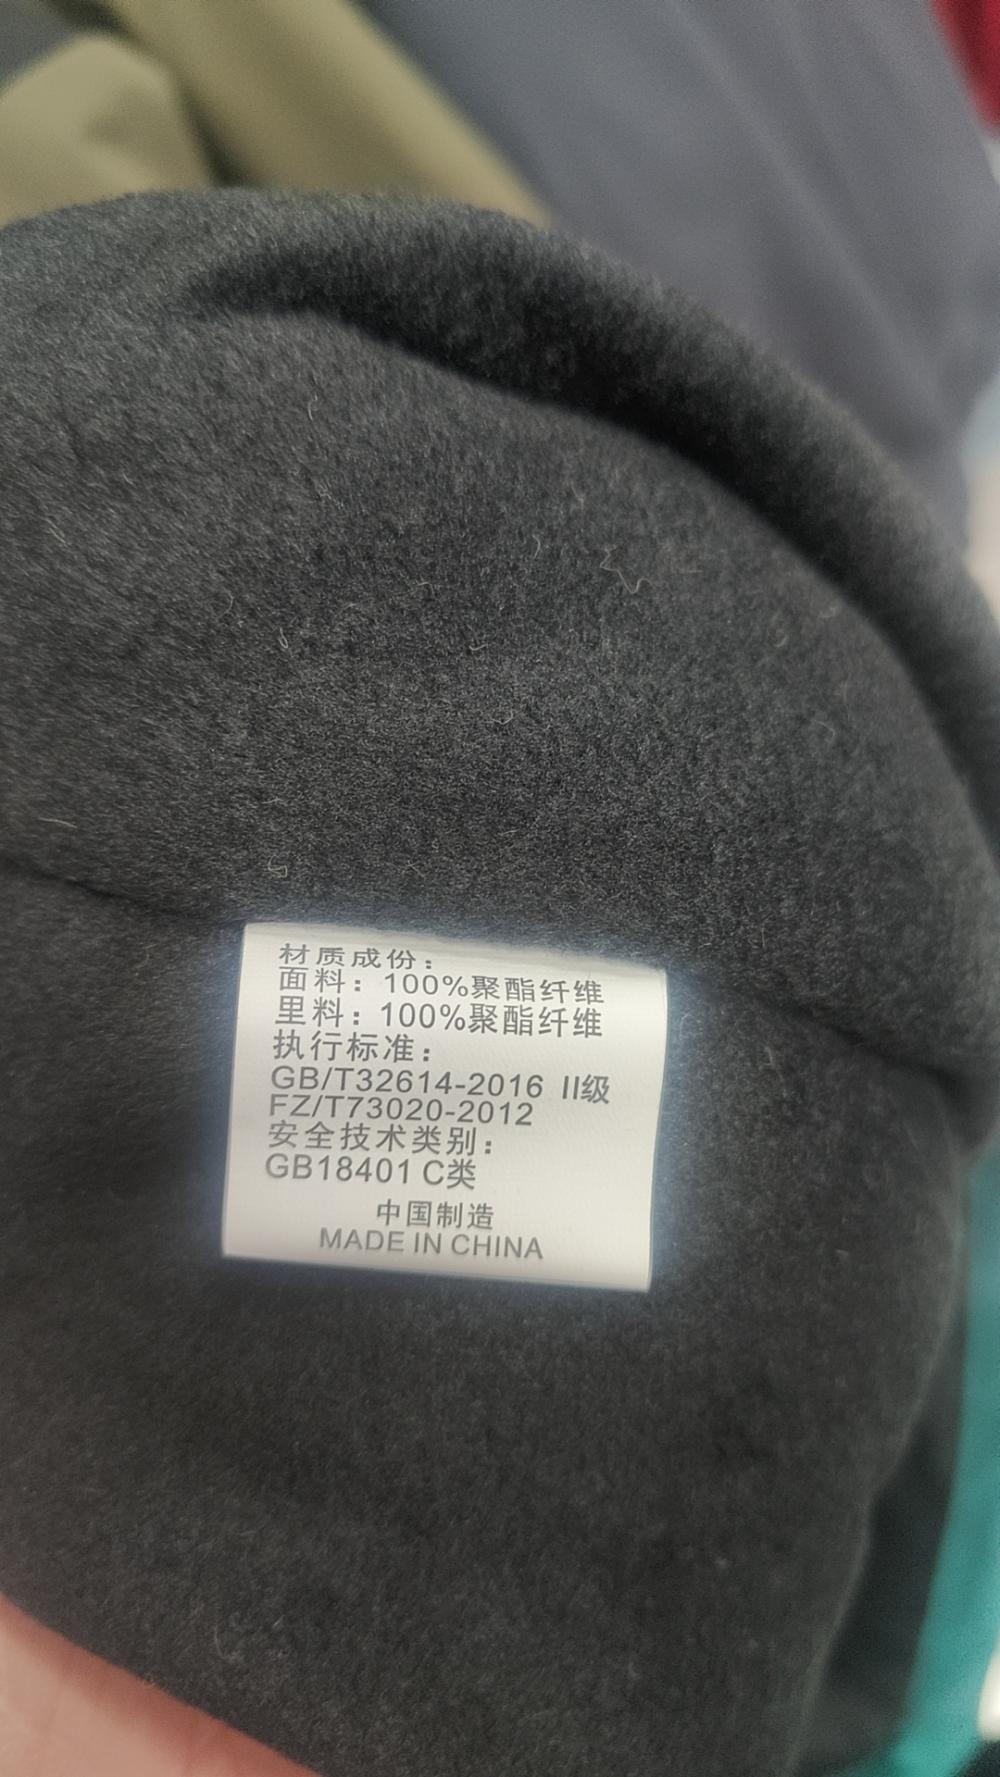 材质成份：
面料：100%聚酯纤维
里料：100%聚酯纤维
执行标准：
GB/T32614-2016 II级
FZ/T73020-2012
安全技术类别：
GB18401 C类
中国制造
MADE IN CHINA